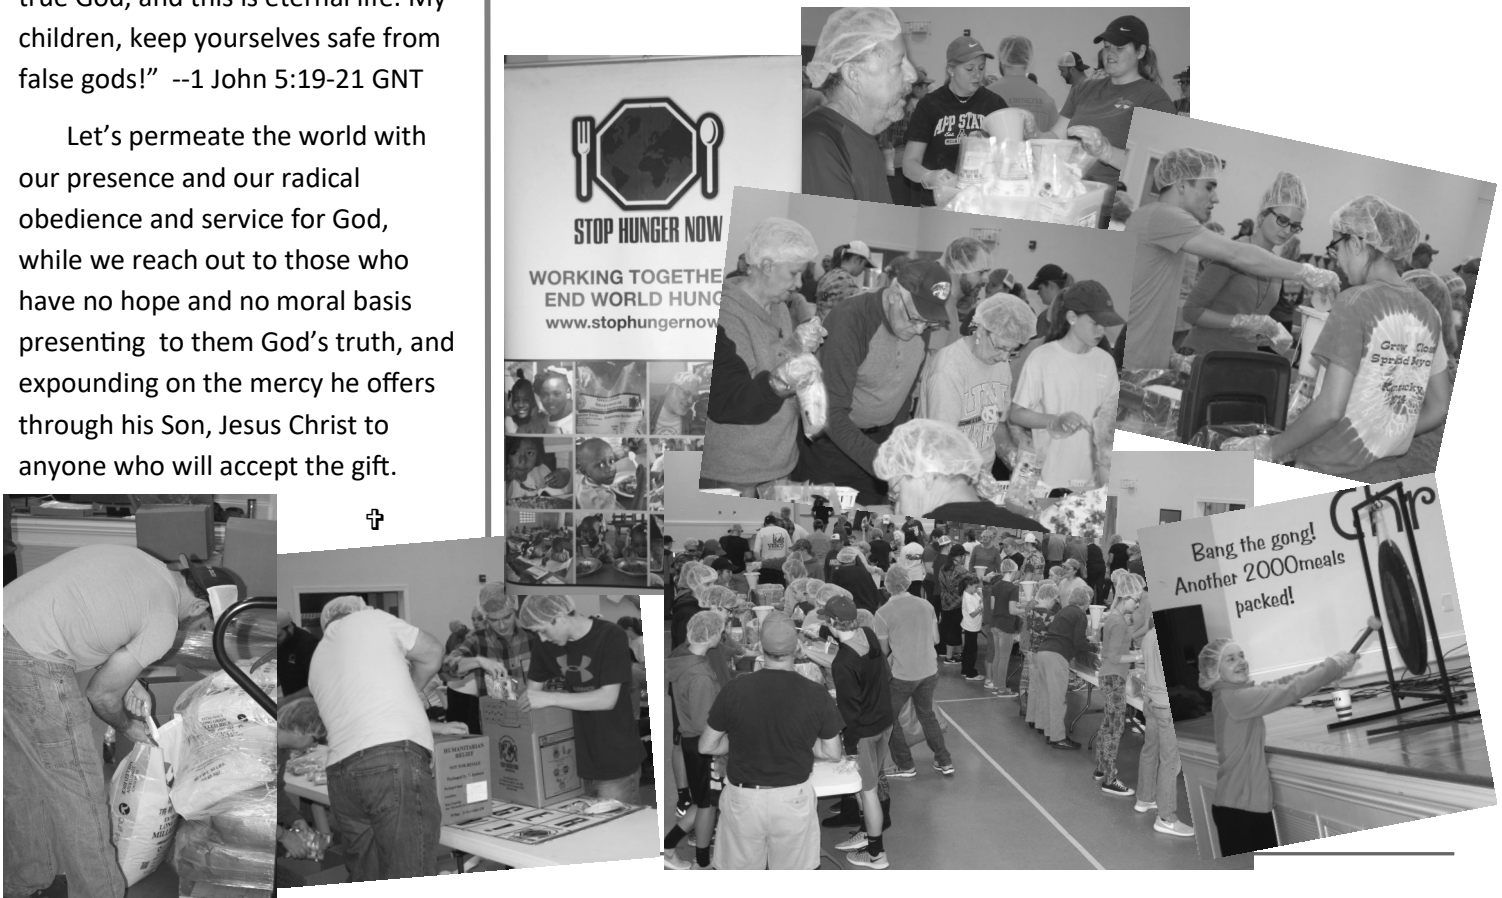 true God, and this is eternal life. My
children, keep yourselves safe from
false gods!”  --1 John 5:19-21 GNT
Let’s permeate the world with
our presence and our radical
obedience and service for God,
while we reach out to those who
have no hope and no moral basis
presenting  to them God’s truth, and
expounding on the mercy he offers
through his Son, Jesus Christ to
anyone who will accept the gift.
✞
STOP HUNGER NOW
WORKING TOGETHE
END WORLD HUNG
www.stophungernow
APP STAT
Spread
Bang the gong!
Another 2000meals
packed!
HUMANITARIAN
RELIEF